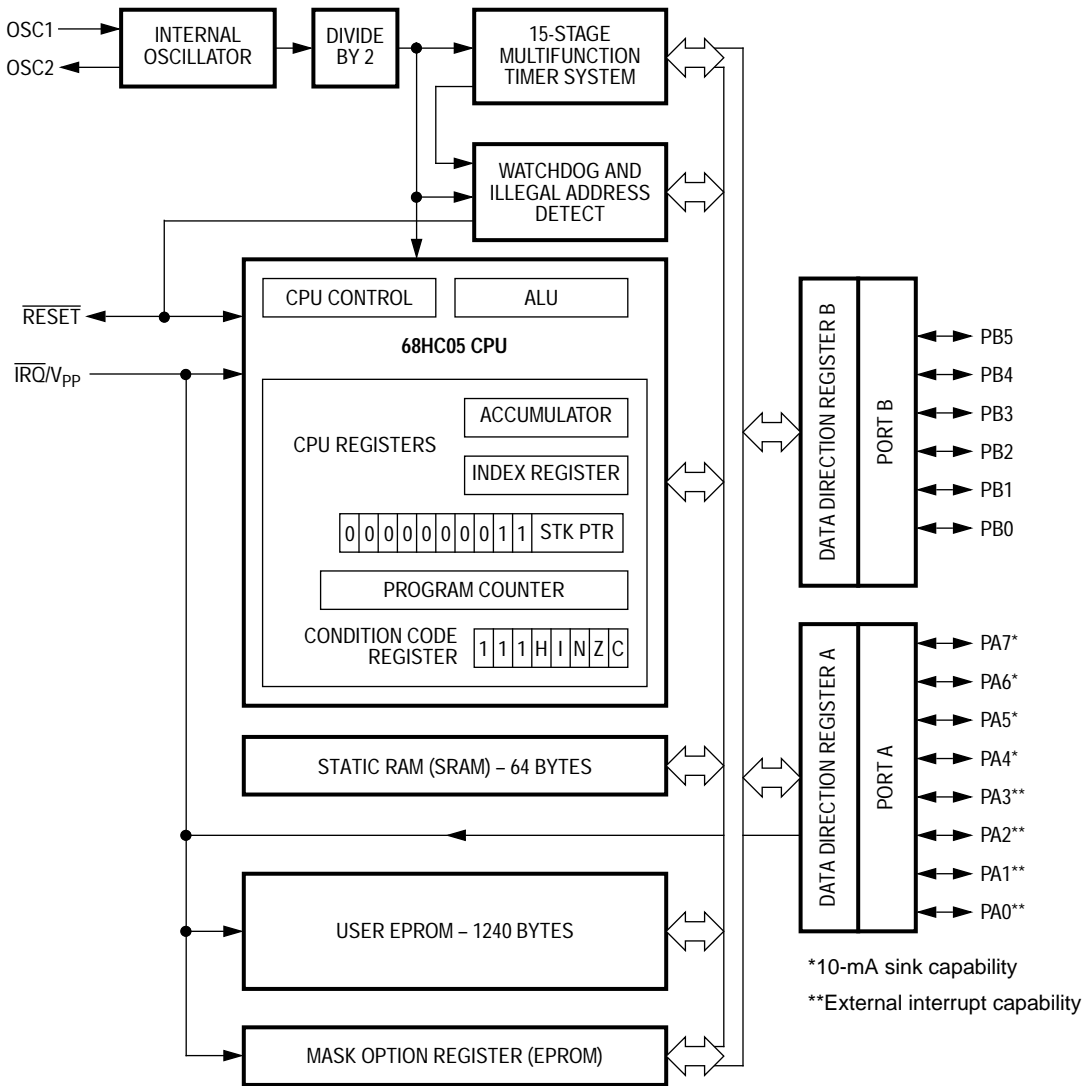 OSC1
OSC2
INTERNAL
OSCILLATOR
DIVIDE
BY 2
15-STAGE
MULTIFUNCTION
TIMER SYSTEM
WATCHDOG AND
ILLEGAL ADDRESS
DETECT
RESET
IRQ/VPP
CPU CONTROL
ALU
68HC05 CPU
CPU REGISTERS
ACCUMULATOR
INDEX REGISTER
0 0 0 0 0 0 0 0 1 1 STK PTR
PROGRAM COUNTER
CONDITION CODE
REGISTER
1 1 1 H I N Z C
STATIC RAM (SRAM) – 64 BYTES
USER EPROM – 1240 BYTES
MASK OPTION REGISTER (EPROM)
DATA DIRECTION REGISTER B
PORT B
PB5
PB4
PB3
PB2
PB1
PB0
DATA DIRECTION REGISTER A
PORT A
PA7*
PA6*
PA5*
PA4*
PA3**
PA2**
PA1**
PA0**
*10-mA sink capability
**External interrupt capability